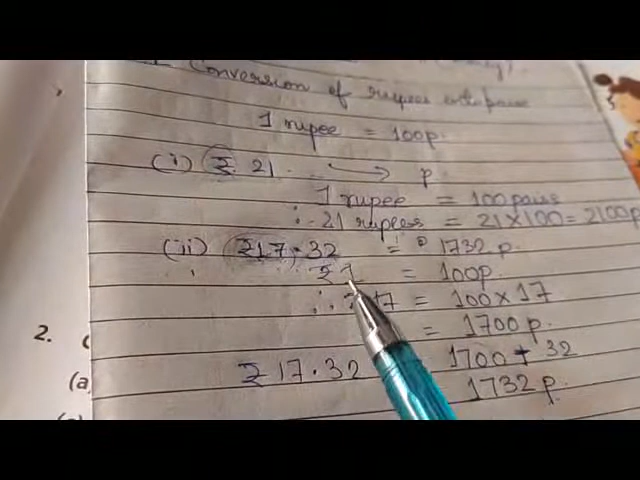 Conversion of rupees into paise
1 rupee = 100p.
(i) ₹ 21. → p
1 rupee = 100 paise
∴ 21 rupees = 21×100 = 2100p
(ii) ₹17.32 = 1732 p.
₹ 1 = 100p.
∴ ₹ 17 = 100×17
= 1700 p.
₹ 17.32 1700 + 32
1732 p.
2.
(a